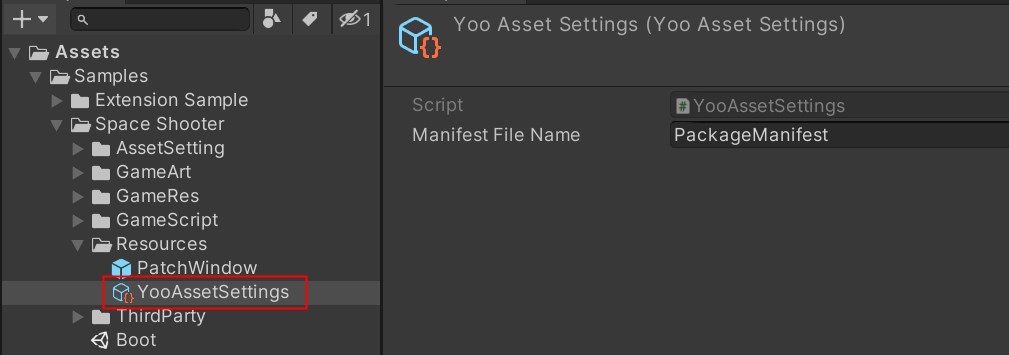 1
Assets
Samples
Extension Sample
Space Shooter
AssetSetting
GameArt
GameRes
GameScript
Resources
PatchWindow
YooAssetSettings
ThirdParty
Boot
Yoo Asset Settings (Yoo Asset Settings)
Script YooAssetSettings
Manifest File Name PackageManifest